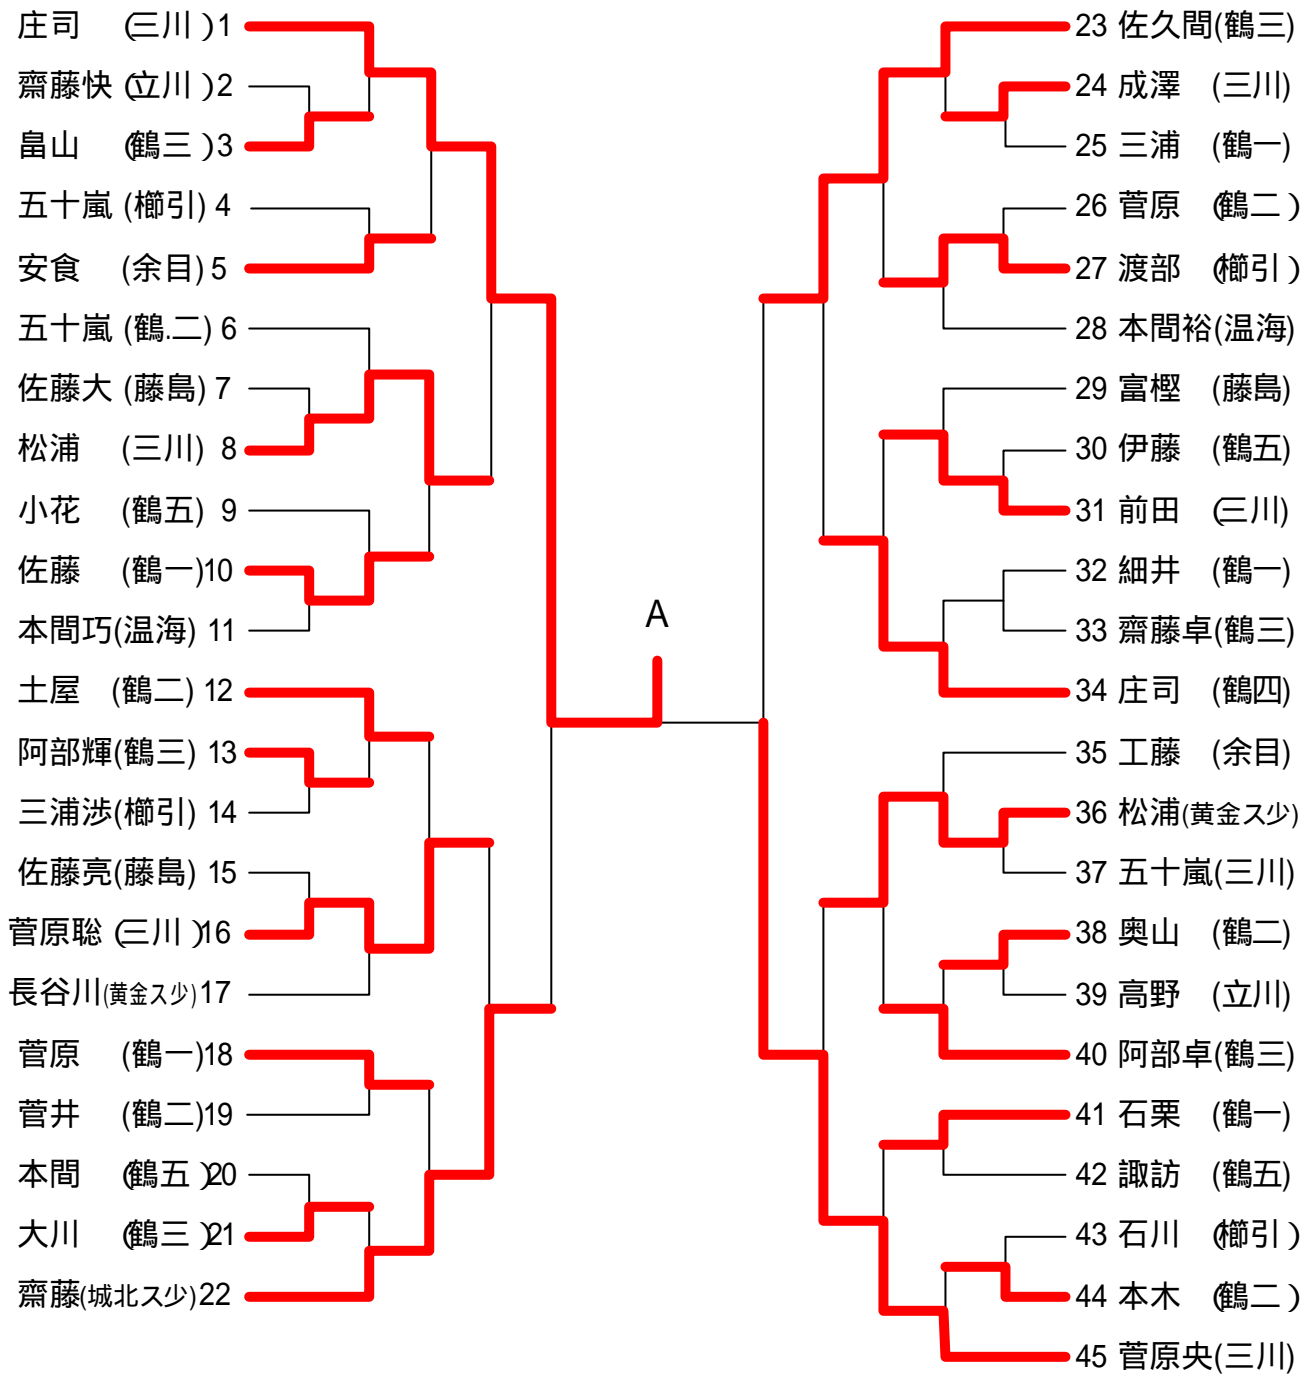 庄司 (三川)1
齋藤快 (立川)2
畠山 (鶴三)3
五十嵐 (櫛引) 4
安食 (余目) 5
五十嵐 (鶴.二) 6
佐藤大 (藤島) 7
松浦 (三川) 8
小花 (鶴五) 9
佐藤 (鶴一)10
本間巧(温海) 11
土屋 (鶴二) 12
阿部輝(鶴三) 13
三浦渉(櫛引) 14
佐藤亮(藤島) 15
菅原聡 (三川)16
長谷川(黄金ス少)17
菅原 (鶴一)18
菅井 (鶴二)19
本間 (鶴五)20
大川 (鶴三)21
齋藤(城北ス少)22
A
23 佐久間(鶴三)
24 成澤 (三川)
25 三浦 (鶴一)
26 菅原 (鶴二)
27 渡部 (櫛引)
28 本間裕(温海)
29 富樫 (藤島)
30 伊藤 (鶴五)
31 前田 (三川)
32 細井 (鶴一)
33 齋藤卓(鶴三)
34 庄司 (鶴四)
35 工藤 (余目)
36 松浦(黄金ス少)
37 五十嵐(三川)
38 奥山 (鶴二)
39 高野 (立川)
40 阿部卓(鶴三)
41 石栗 (鶴一)
42 諏訪 (鶴五)
43 石川 (櫛引)
44 本木 (鶴二)
45 菅原央(三川)